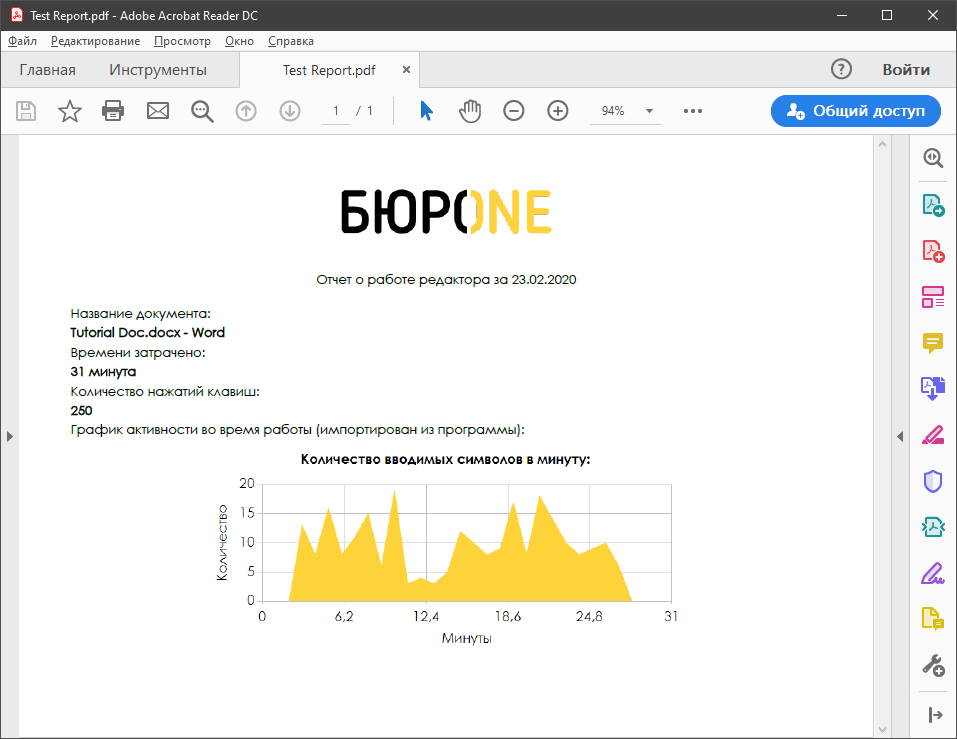 Test Report.pdf - Adobe Acrobat Reader DC
Файл Редактирование Просмотр Окно Справка
Главная Инструменты Test Report.pdf × ? Войти
1 / 1 94% Общий доступ
БЮРONE
Отчет о работе редактора за 23.02.2020
Название документа:
Tutorial Doc.docx - Word
Времени затрачено:
31 минута
Количество нажатий клавиш:
250
График активности во время работы (импортирован из программы):
Количество вводимых символов в минуту:
Количество
20
15
10
5
0
0 6,2 12,4 18,6 24,8 31
Минуты